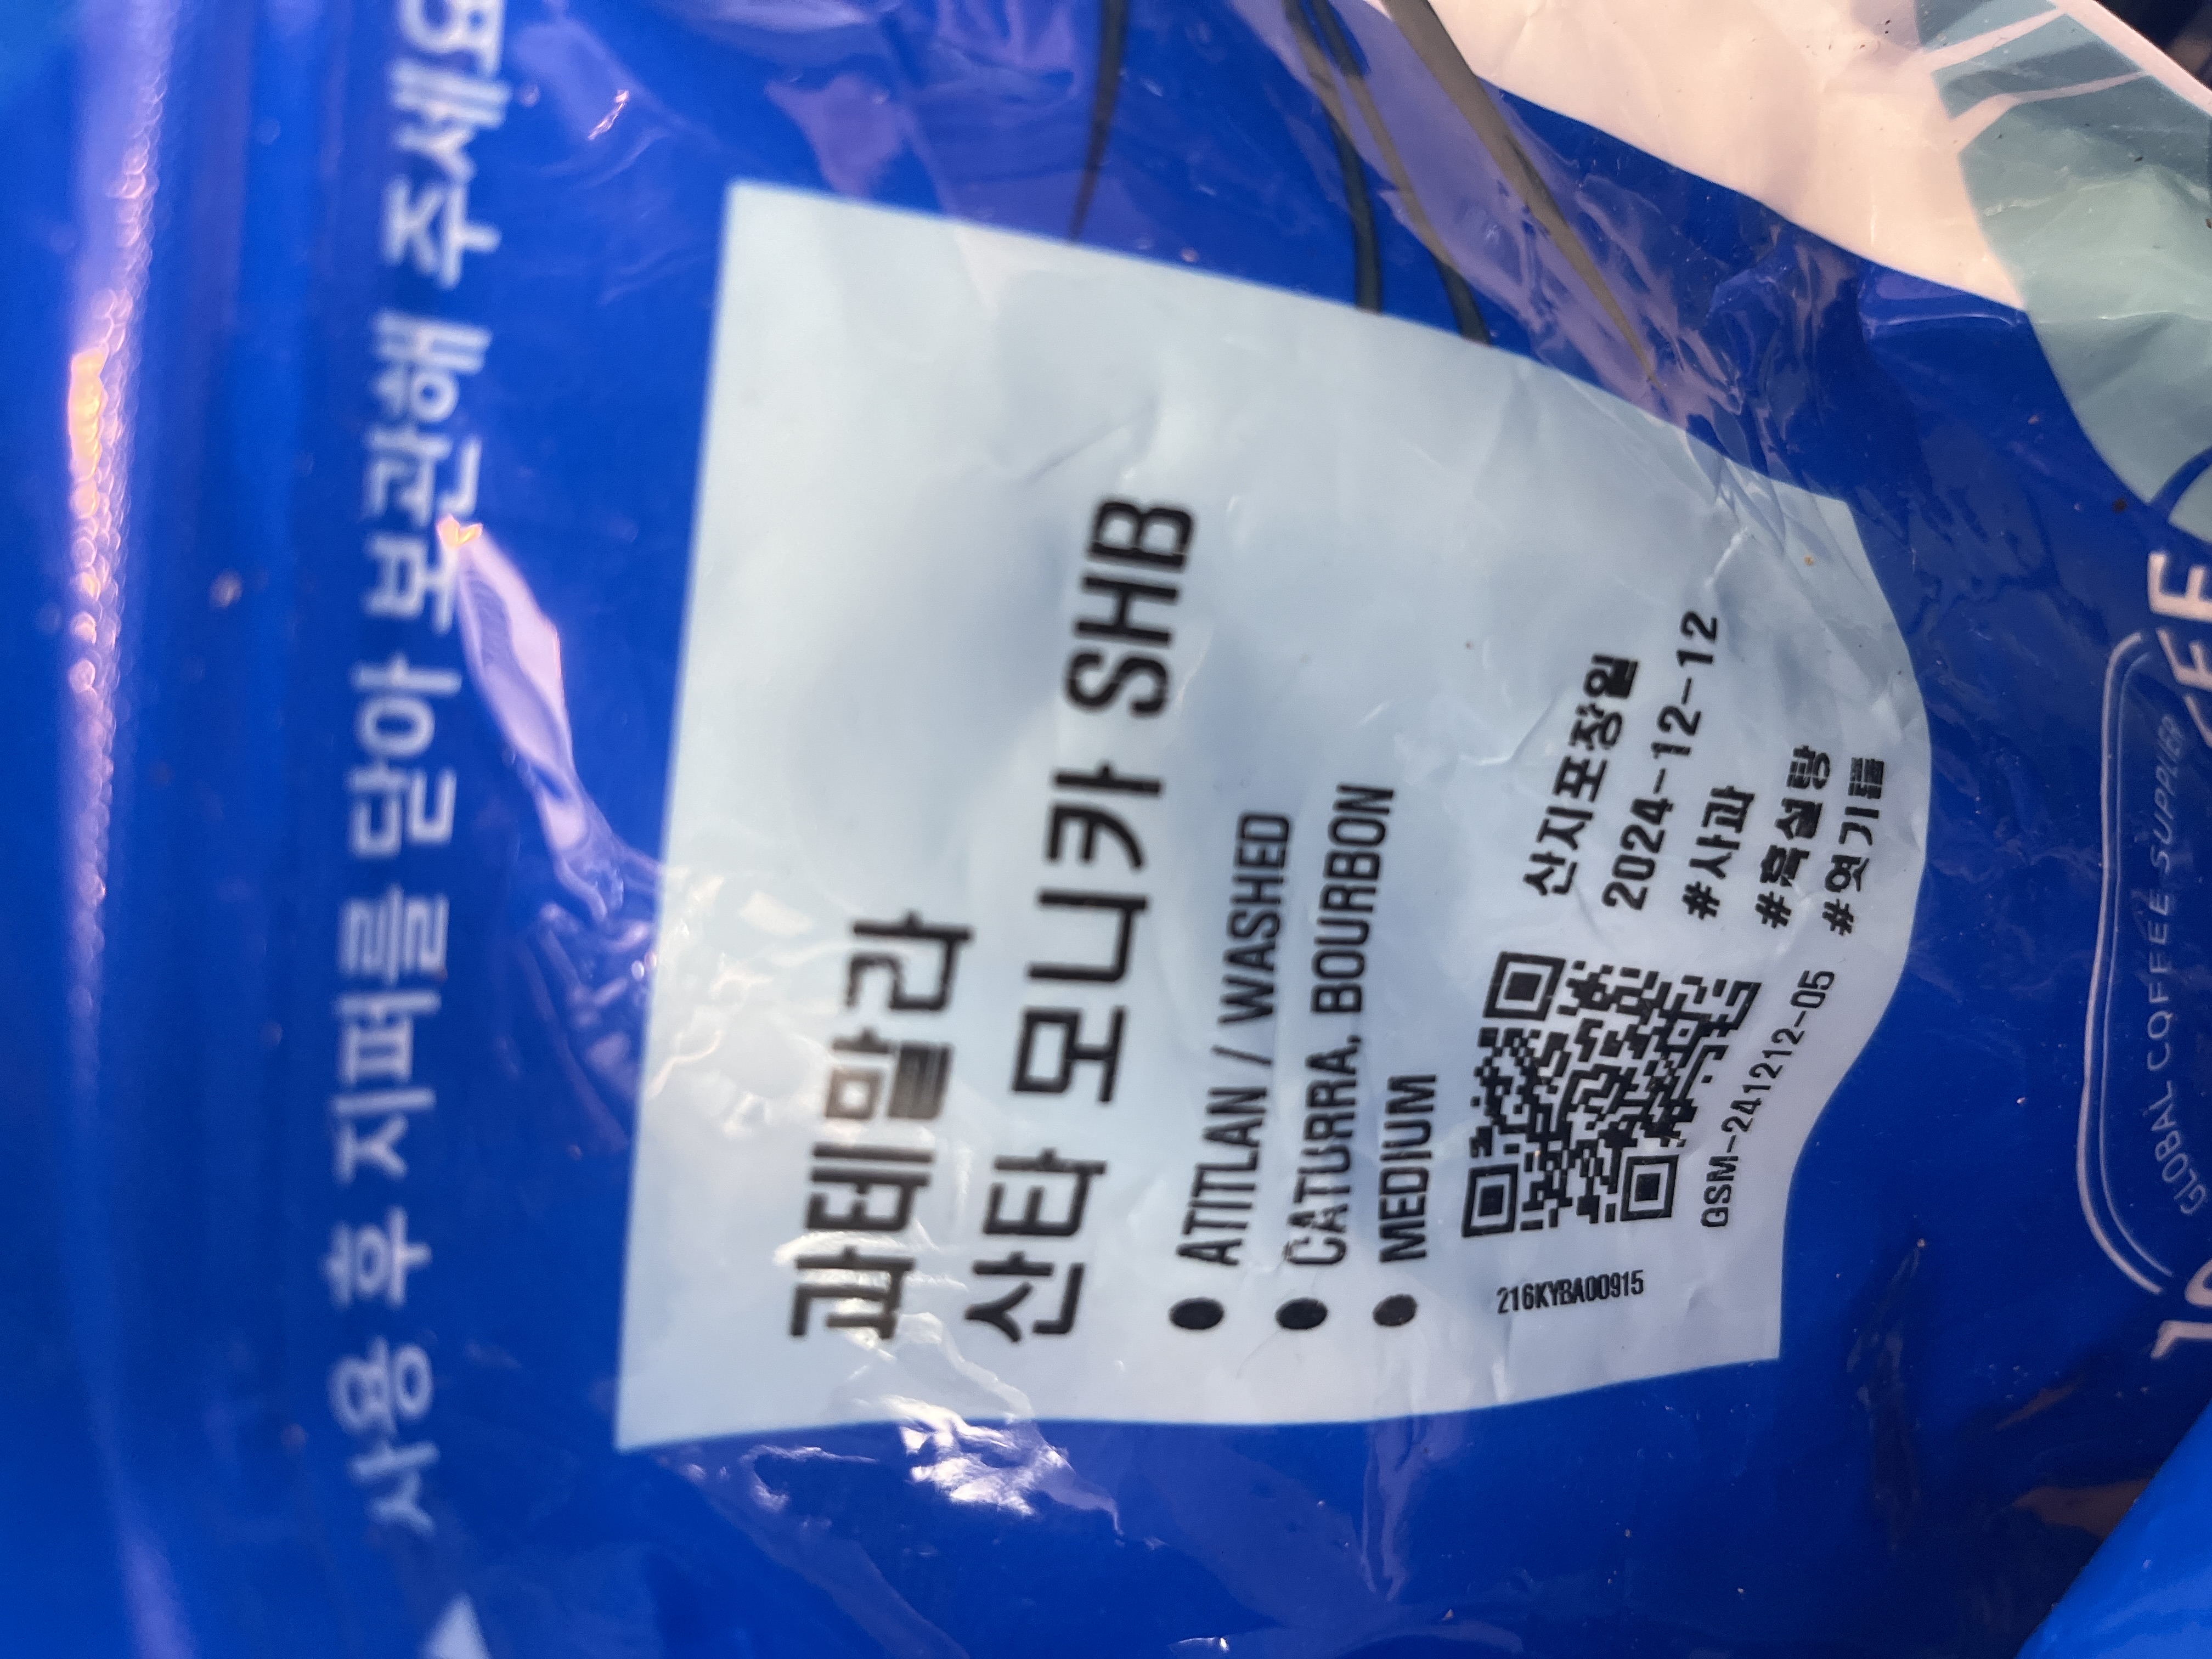 사용 후 지퍼를 닫아 보관해 주세요
과테말라
산타 모니카 SHB
● ATITLAN / WASHED
● CATURRA, BOURBON
● MEDIUM
216KYBA00915
GSM-241212-05
산지포장일
2024-12-12
#사과
#흑설탕
#엿기름
GLOBAL COFFEE SUPPLIER